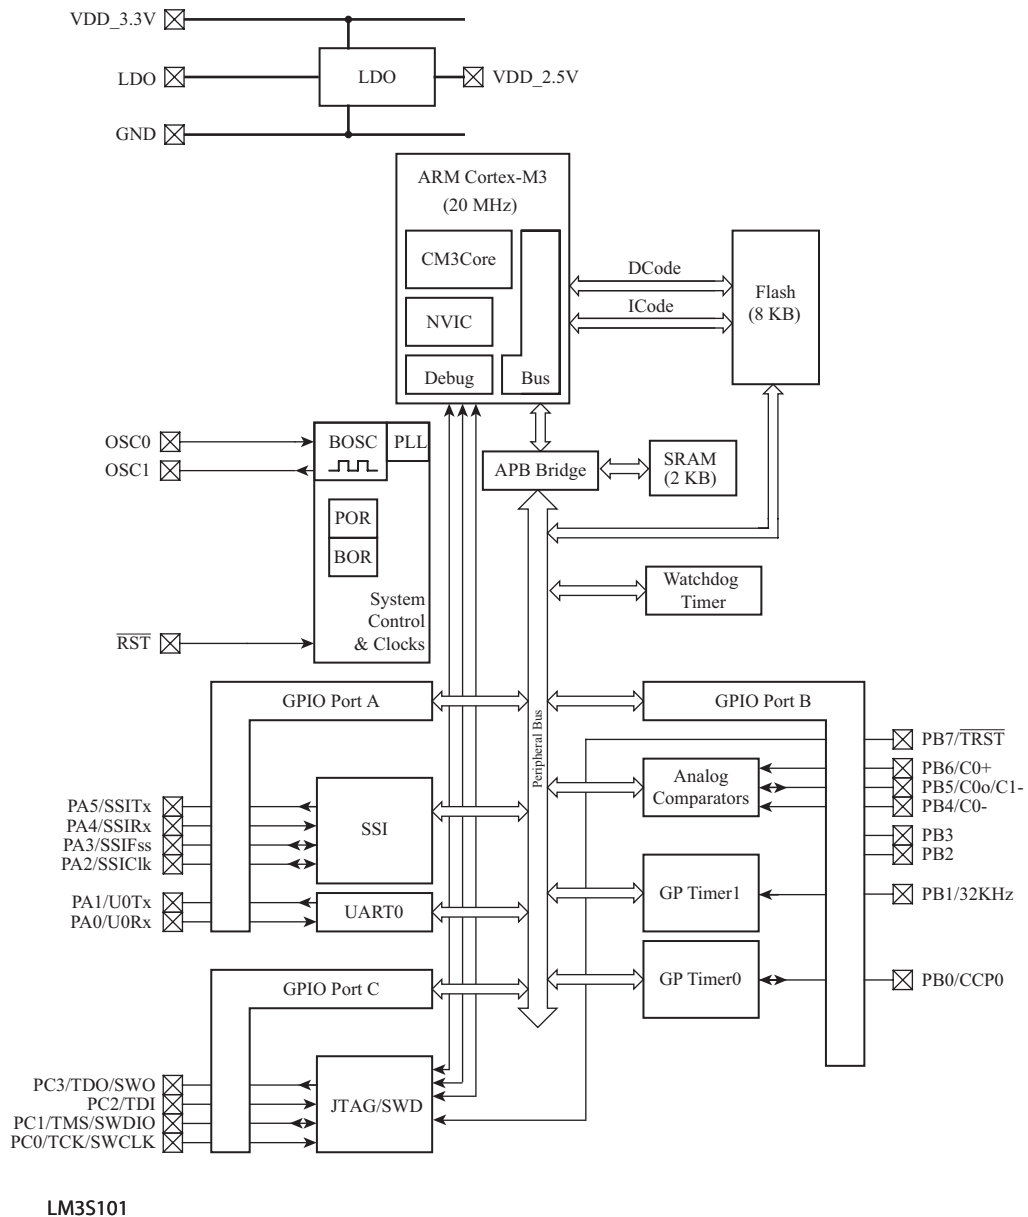 VDD_3.3V
LDO
LDO
VDD_2.5V
GND
ARM Cortex-M3
(20 MHz)
CM3Core
NVIC
Debug
Bus
DCode
ICode
Flash
(8 KB)
OSC0
OSC1
BOSC
PLL
POR
BOR
System
Control
& Clocks
RST
APB Bridge
SRAM
(2 KB)
Watchdog
Timer
Peripheral Bus
GPIO Port A
GPIO Port B
PA5/SSITx
PA4/SSIRx
PA3/SSIFss
PA2/SSIClk
SSI
PA1/U0Tx
PA0/U0Rx
UART0
PB7/TRST
Analog
Comparators
PB6/C0+
PB5/C0o/C1-
PB4/C0-
PB3
PB2
GP Timer1
PB1/32KHz
GP Timer0
PB0/CCP0
GPIO Port C
PC3/TDO/SWO
PC2/TDI
PC1/TMS/SWDIO
PC0/TCK/SWCLK
JTAG/SWD
LM3S101